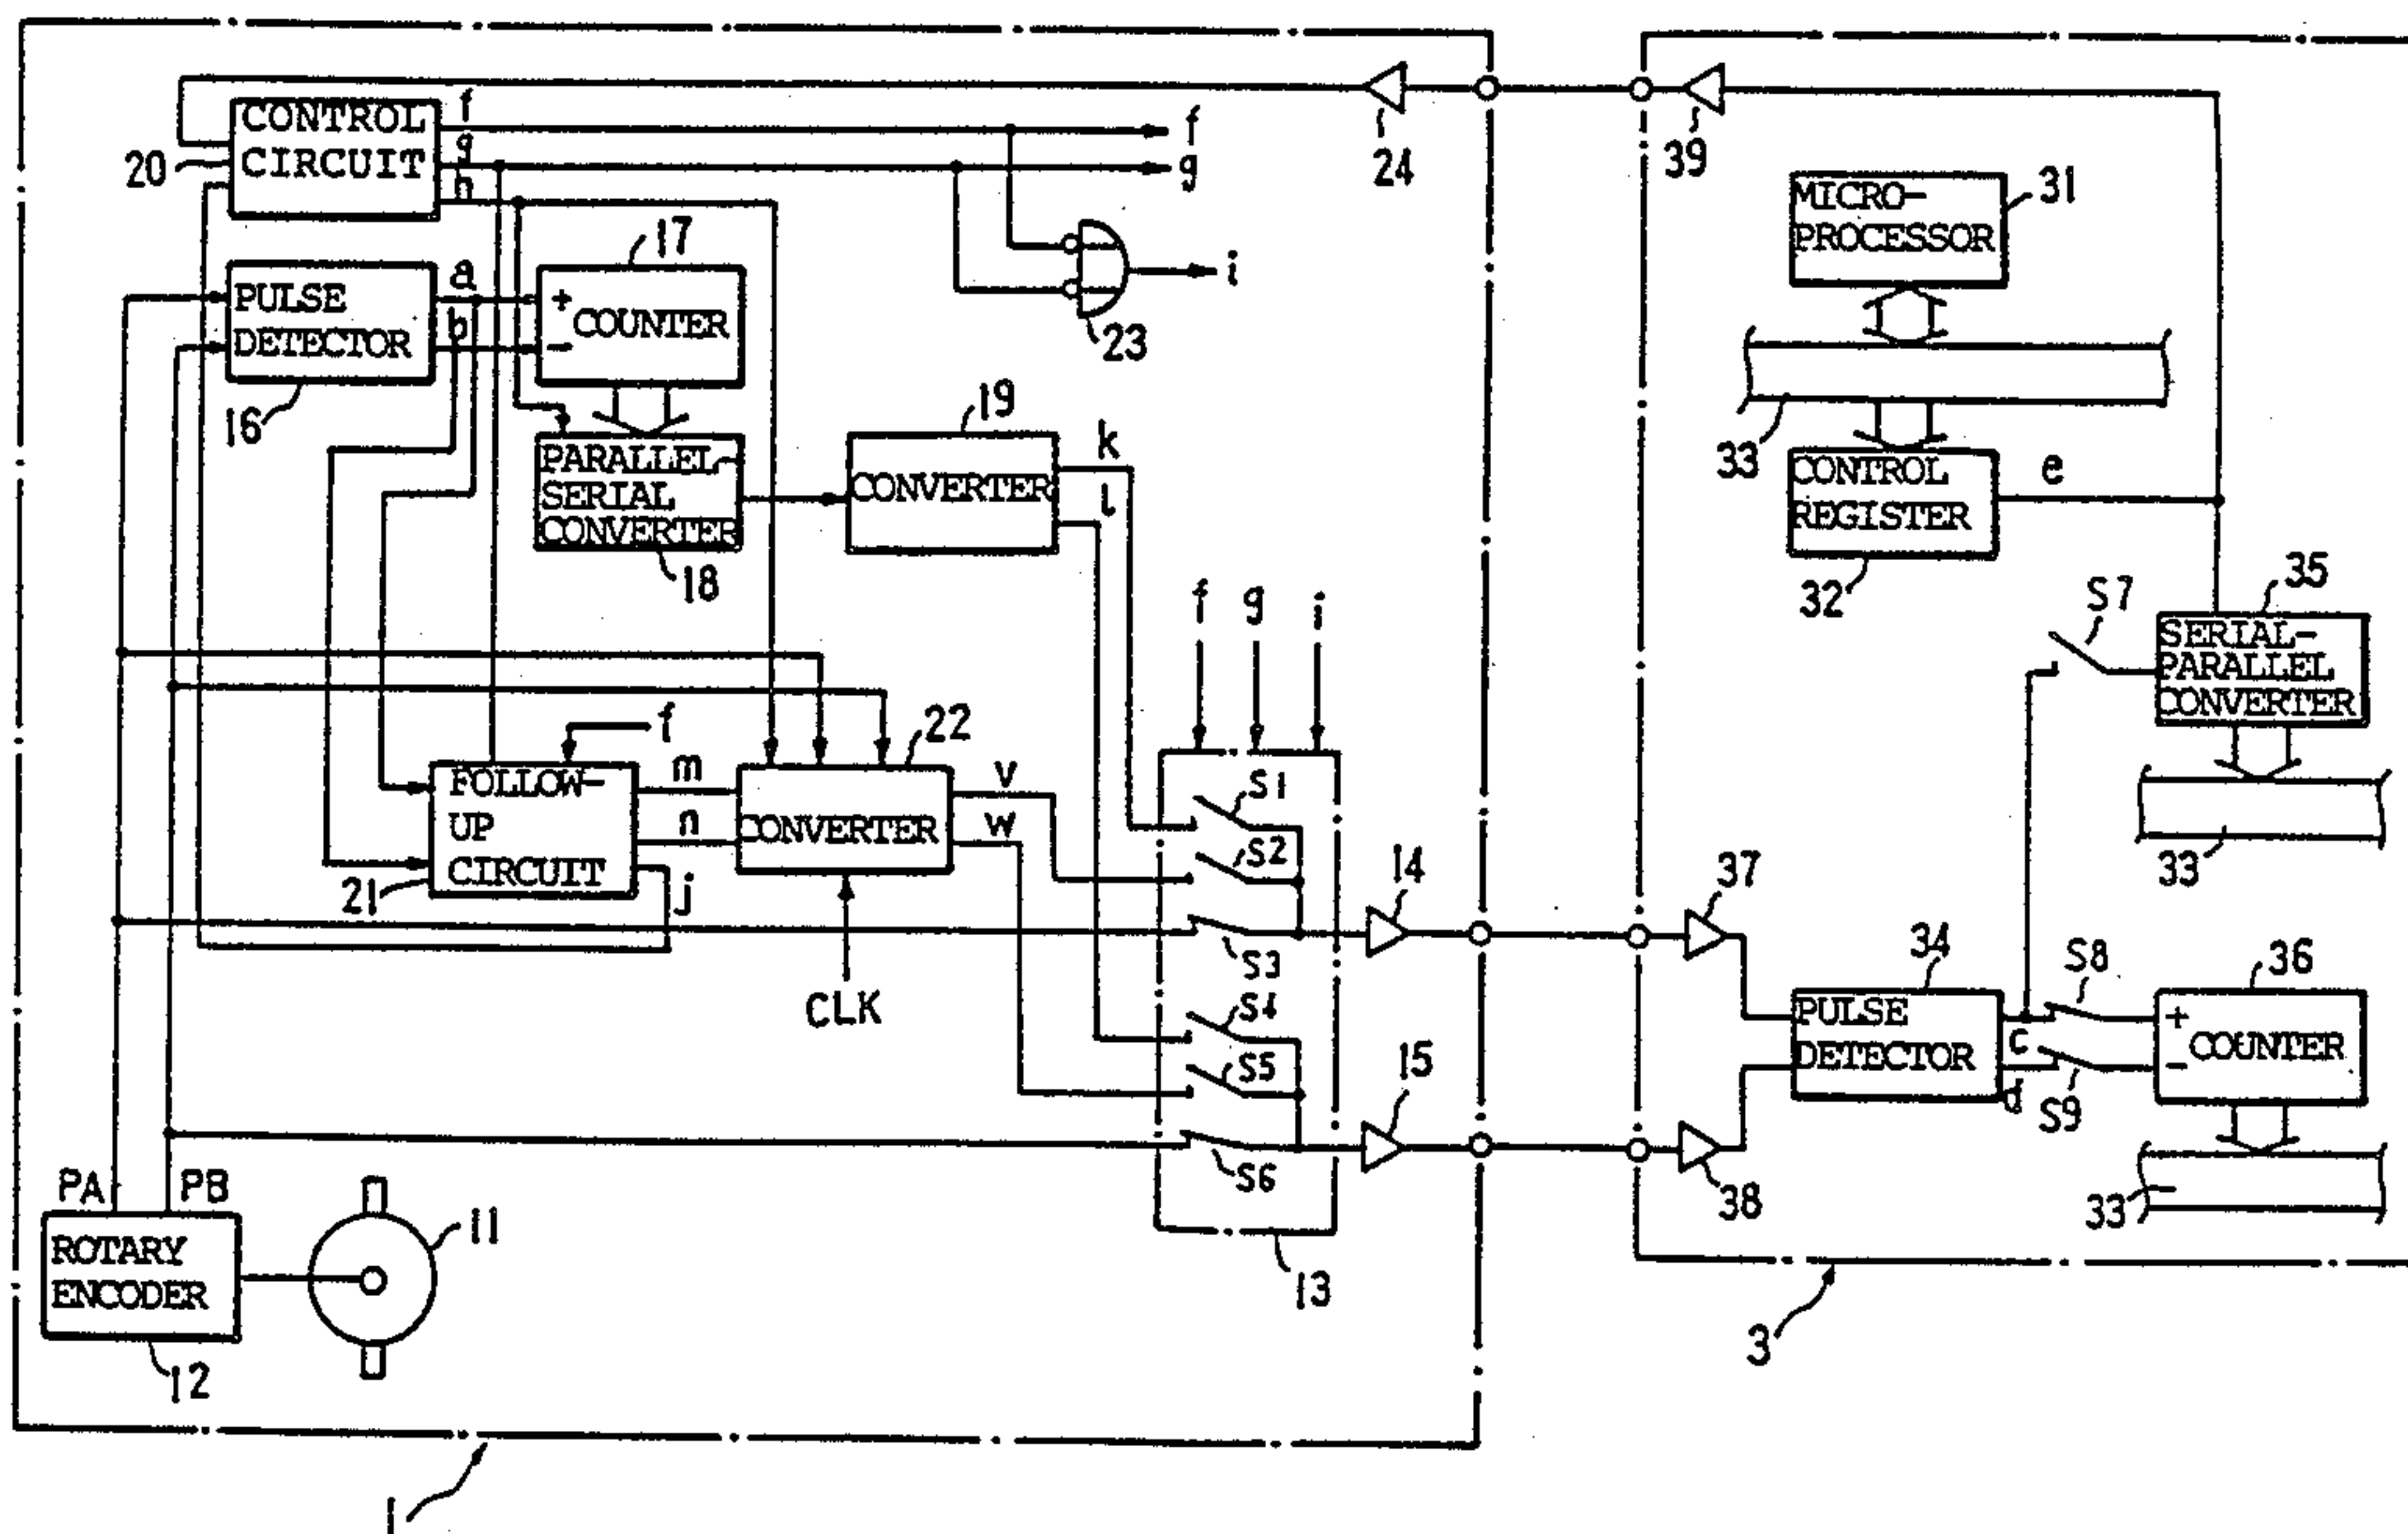 CONTROL
CIRCUIT
20
f
g
h
f
g
24
39
MICRO-
PROCESSOR
31
PULSE
DETECTOR
16
a
b
17
+
-
COUNTER
i
23
33
19
k
l
PARALLEL-
SERIAL
CONVERTER
18
CONVERTER
CONTROL
REGISTER
32
e
f
g
i
S7
35
SERIAL-
PARALLEL
CONVERTER
33
f
FOLLOW-
UP
CIRCUIT
21
m
n
j
22
CONVERTER
CLK
v
w
S1
S2
S3
S4
S5
S6
13
14
15
37
38
34
PULSE
DETECTOR
c
d
S8
S9
36
+
-
COUNTER
33
PA
PB
ROTARY
ENCODER
12
11
3
1